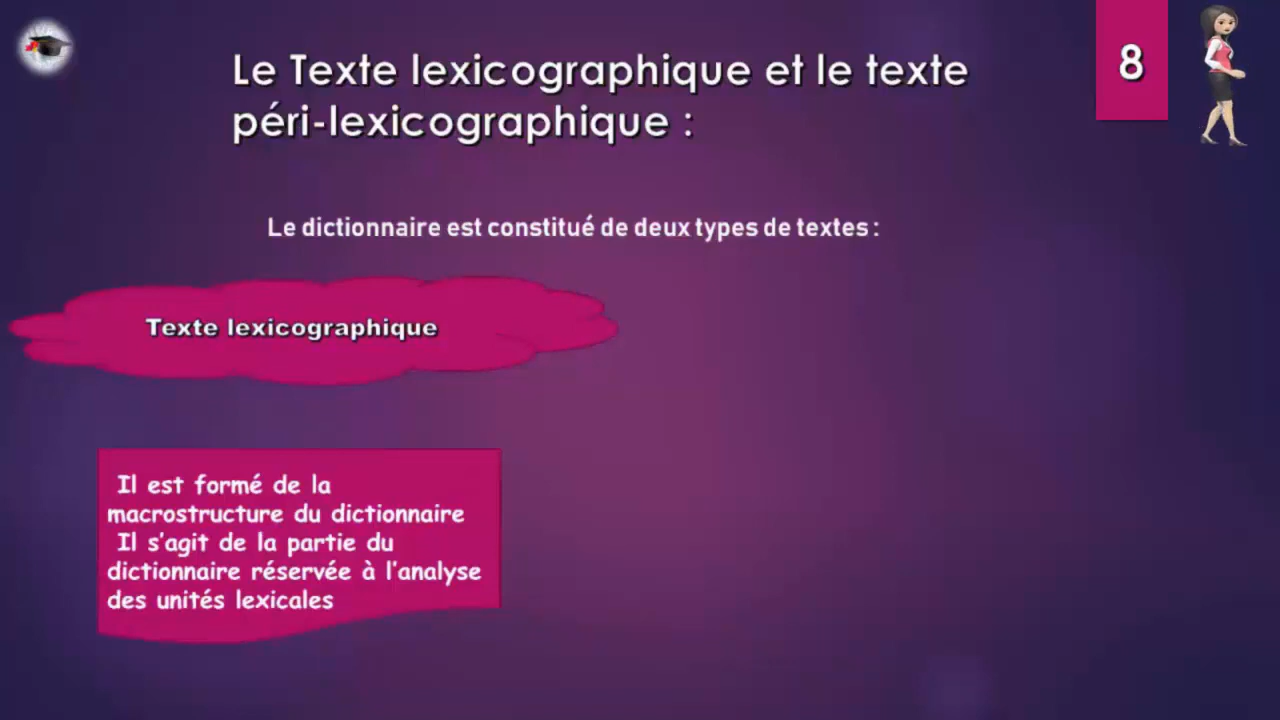 Le Texte lexicographique et le texte
péri-lexicographique :
8
Le dictionnaire est constitué de deux types de textes :
Texte lexicographique
Il est formé de la
macrostructure du dictionnaire
Il s'agit de la partie du
dictionnaire réservée à l'analyse
des unités lexicales